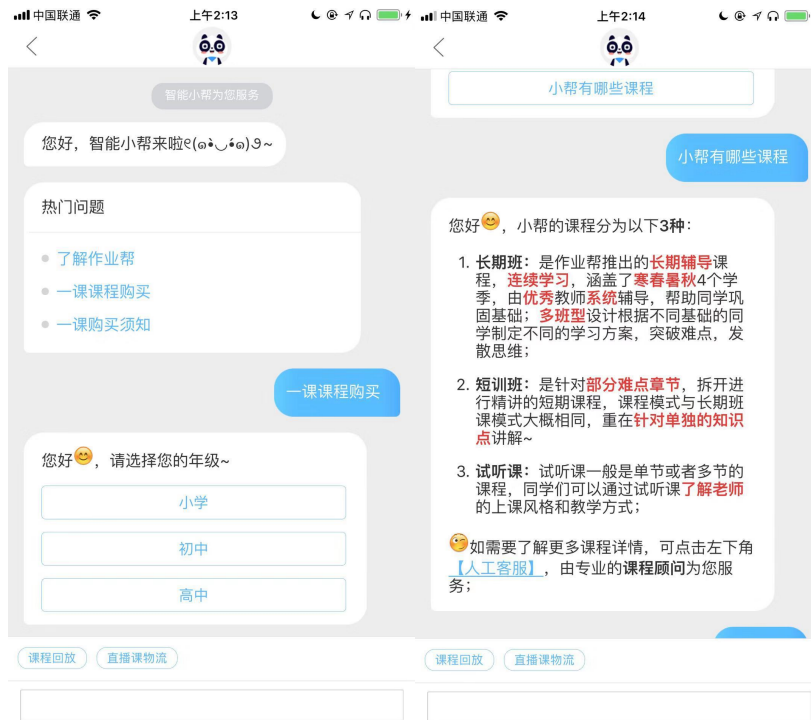 中国联通
上午2:13
智能小帮为您服务
您好，智能小帮来啦
热门问题
了解作业帮
一课课程购买
一课购买须知
一课课程购买
您好😊，请选择您的年级~
小学
初中
高中
课程回放
直播课物流
中国联通
上午2:14
小帮有哪些课程
小帮有哪些课程
您好😊，小帮的课程分为以下3种：
1. 长期班：是作业帮推出的长期辅导课
程，连续学习，涵盖了寒春暑秋4个学
季，由优秀教师系统辅导，帮助同学巩
固基础；多班型设计根据不同基础的同
学制定不同的学习方案，突破难点，发
散思维；
2. 短训班：是针对部分难点章节，拆开进
行精讲的短期课程，课程模式与长期班
课模式大概相同，重在针对单独的知识
点讲解~
3. 试听课：试听课一般是单节或者多节的
课程，同学们可以通过试听课了解老师
的上课风格和教学方式；
如需要了解更多课程详情，可点击左下角
【人工客服】，由专业的课程顾问为您服
务；
课程回放
直播课物流